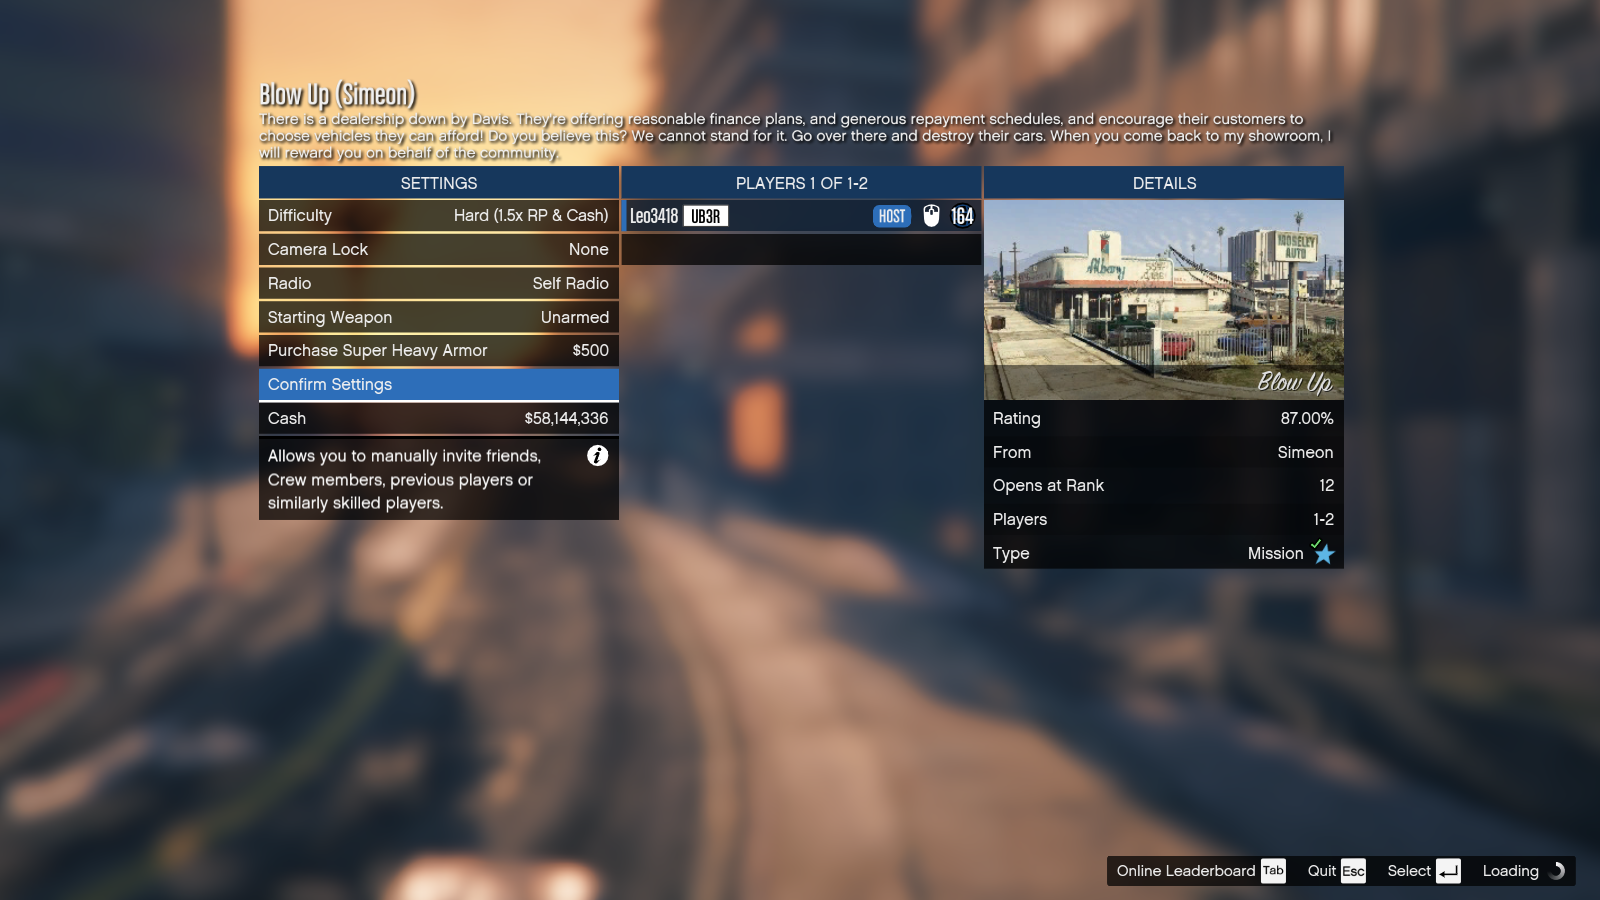 Blow Up (Simeon)
There is a dealership down by Davis. They're offering reasonable finance plans, and generous repayment schedules, and encourage their customers to
choose vehicles they can afford! Do you believe this? We cannot stand for it. Go over there and destroy their cars. When you come back to my showroom, I
will reward you on behalf of the community.
SETTINGS
Difficulty Hard (1.5x RP & Cash)
Camera Lock None
Radio Self Radio
Starting Weapon Unarmed
Purchase Super Heavy Armor $500
Confirm Settings
Cash $58,144,336
Allows you to manually invite friends,
Crew members, previous players or
similarly skilled players.
PLAYERS 1 OF 1-2
Leo3418 UB3R HOST 164
DETAILS
Albany
MOSELEY
AUTO
Blow Up
Rating 87.00%
From Simeon
Opens at Rank 12
Players 1-2
Type Mission
Online Leaderboard Tab Quit Esc Select Loading